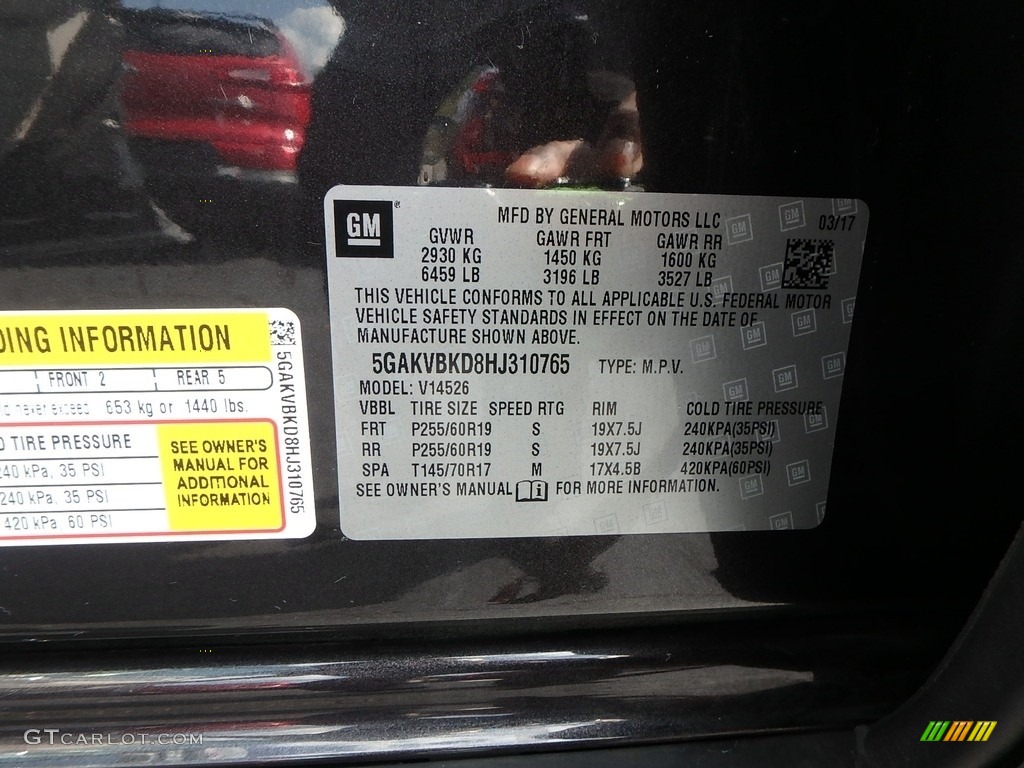 GM ®
MFD BY GENERAL MOTORS LLC
03/17
GVWR GAWR FRT GAWR RR
2930 KG 1450 KG 1600 KG
6459 LB 3196 LB 3527 LB
THIS VEHICLE CONFORMS TO ALL APPLICABLE U.S. FEDERAL MOTOR
VEHICLE SAFETY STANDARDS IN EFFECT ON THE DATE OF
MANUFACTURE SHOWN ABOVE.
5GAKVBKD8HJ310765 TYPE: M.P.V.
MODEL: V14526
VBBL TIRE SIZE SPEED RTG RIM COLD TIRE PRESSURE
FRT P255/60R19 S 19X7.5J 240KPA(35PSI)
RR P255/60R19 S 19X7.5J 240KPA(35PSI)
SPA T145/70R17 M 17X4.5B 420KPA(60PSI)
SEE OWNER'S MANUAL FOR MORE INFORMATION.
DING INFORMATION
FRONT 2 REAR 5
never exceed 653 kg or 1440 lbs.
D TIRE PRESSURE
240 kPa, 35 PSI
240 kPa, 35 PSI
420 kPa, 60 PSI
SEE OWNER'S
MANUAL FOR
ADDITIONAL
INFORMATION
5GAKVBKD8HJ310765
GTCARLOT.COM